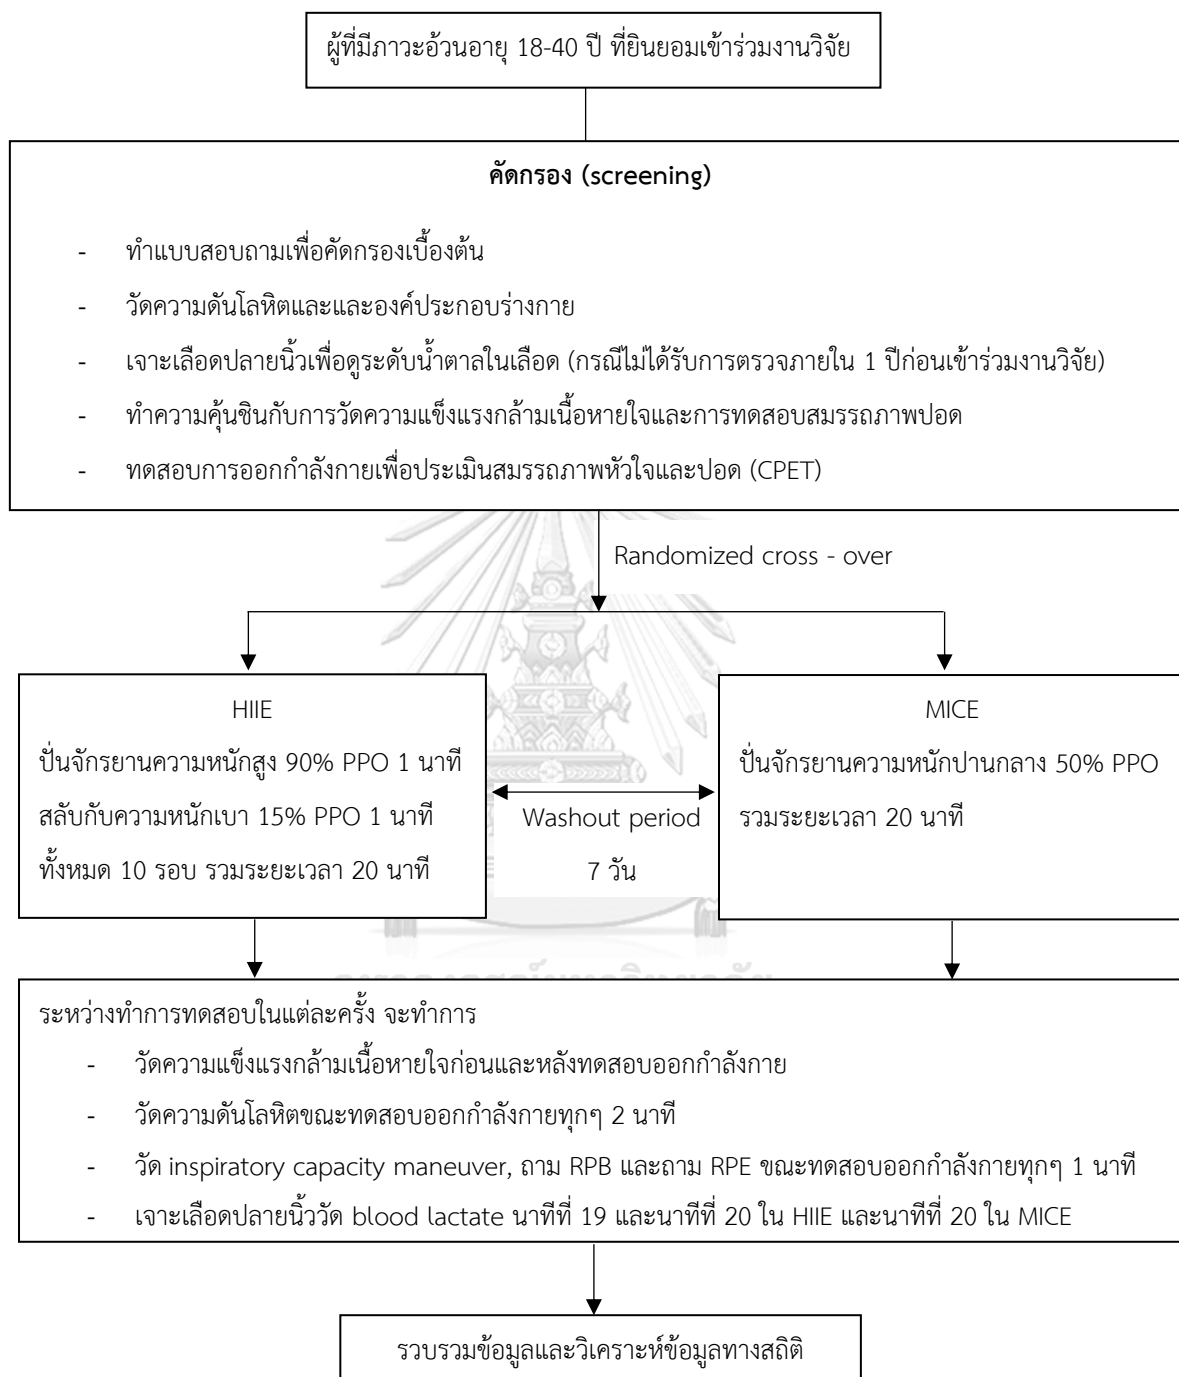 ผู้ที่มีภาวะอ้วนอายุ 18-40 ปี ที่ยินยอมเข้าร่วมงานวิจัย
คัดกรอง (screening)
- ทำแบบสอบถามเพื่อคัดกรองเบื้องต้น
- วัดความดันโลหิตและและองค์ประกอบร่างกาย
- เจาะเลือดปลายนิ้วเพื่อดูระดับน้ำตาลในเลือด (กรณีไม่ได้รับการตรวจภายใน 1 ปีก่อนเข้าร่วมงานวิจัย)
- ทำความคุ้นชินกับการวัดความแข็งแรงกล้ามเนื้อหายใจและการทดสอบสมรรถภาพปอด
- ทดสอบการออกกำลังกายเพื่อประเมินสมรรถภาพหัวใจและปอด (CPET)
Randomized cross - over
HIIE
ปั่นจักรยานความหนักสูง 90% PPO 1 นาที
สลับกับความหนักเบา 15% PPO 1 นาที
ทั้งหมด 10 รอบ รวมระยะเวลา 20 นาที
Washout period
7 วัน
MICE
ปั่นจักรยานความหนักปานกลาง 50% PPO
รวมระยะเวลา 20 นาที
ระหว่างทำการทดสอบในแต่ละครั้ง จะทำการ
- วัดความแข็งแรงกล้ามเนื้อหายใจก่อนและหลังทดสอบออกกำลังกาย
- วัดความดันโลหิตขณะทดสอบออกกำลังกายทุกๆ 2 นาที
- วัด inspiratory capacity maneuver, ถาม RPB และถาม RPE ขณะทดสอบออกกำลังกายทุกๆ 1 นาที
- เจาะเลือดปลายนิ้ววัด blood lactate นาทีที่ 19 และนาทีที่ 20 ใน HIIE และนาทีที่ 20 ใน MICE
รวบรวมข้อมูลและวิเคราะห์ข้อมูลทางสถิติ